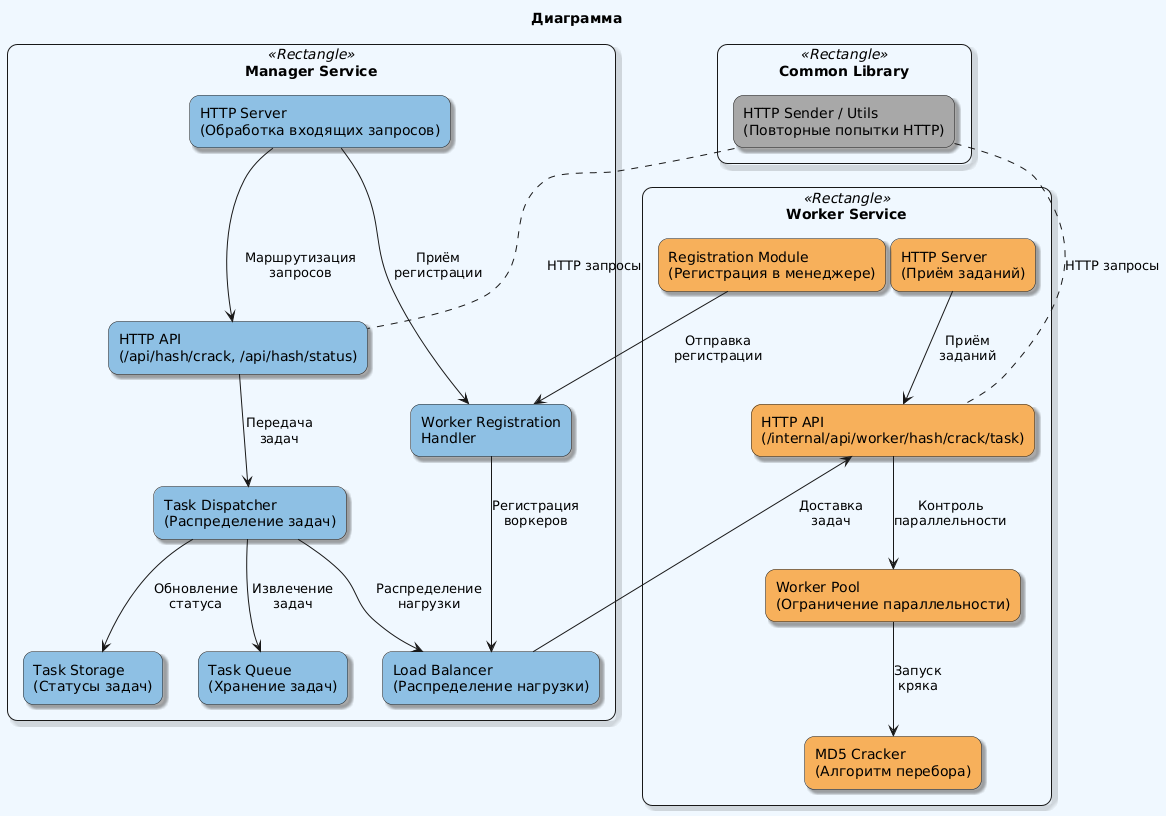 Диаграмма
«Rectangle»
Manager Service
HTTP Server
(Обработка входящих запросов)
Маршрутизация
запросов
Приём
регистрации
HTTP запросы
HTTP API
(/api/hash/crack, /api/hash/status)
Передача
задач
Worker Registration
Handler
Task Dispatcher
(Распределение задач)
Регистрация
воркеров
Обновление
статуса
Извлечение
задач
Распределение
нагрузки
Task Storage
(Статусы задач)
Task Queue
(Хранение задач)
Load Balancer
(Распределение нагрузки)
«Rectangle»
Common Library
HTTP Sender / Utils
(Повторные попытки HTTP)
«Rectangle»
Worker Service
Registration Module
(Регистрация в менеджере)
HTTP Server
(Приём заданий)
HTTP запросы
Отправка
регистрации
Приём
заданий
HTTP API
(/internal/api/worker/hash/crack/task)
Доставка
задач
Контроль
параллельности
Worker Pool
(Ограничение параллельности)
Запуск
кряка
MD5 Cracker
(Алгоритм перебора)